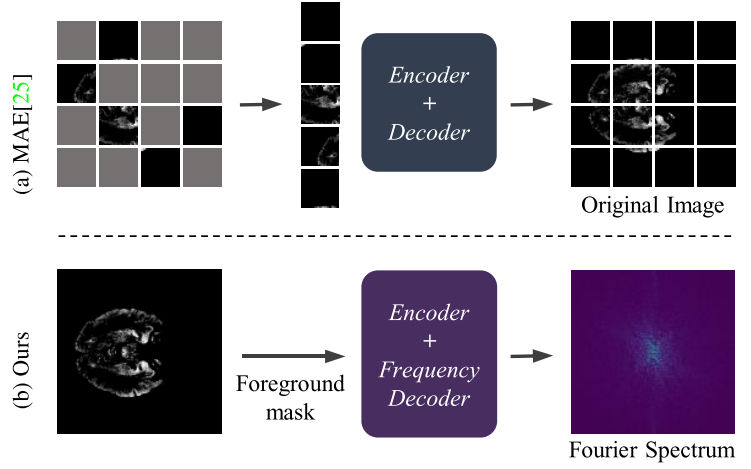 (a) MAE[25]
Encoder
+
Decoder
Original Image
(b) Ours
Foreground
mask
Encoder
+
Frequency
Decoder
Fourier Spectrum